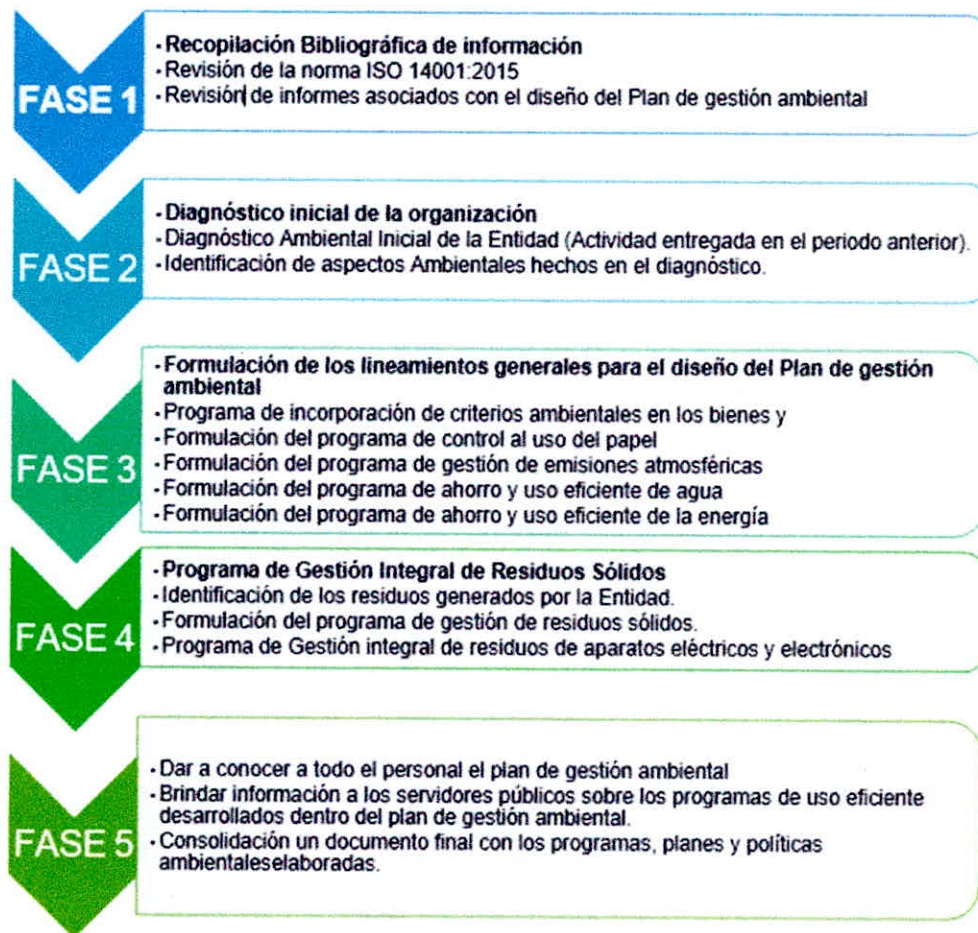 FASE 1
- Recopilación Bibliográfica de información
- Revisión de la norma ISO 14001:2015
- Revisión de informes asociados con el diseño del Plan de gestión ambiental
FASE 2
- Diagnóstico inicial de la organización
- Diagnóstico Ambiental Inicial de la Entidad (Actividad entregada en el periodo anterior).
- Identificación de aspectos Ambientales hechos en el diagnóstico.
FASE 3
- Formulación de los lineamientos generales para el diseño del Plan de gestión
ambiental
- Programa de incorporación de criterios ambientales en los bienes y
- Formulación del programa de control al uso del papel
- Formulación del programa de gestión de emisiones atmosféricas
- Formulación del programa de ahorro y uso eficiente de agua
- Formulación del programa de ahorro y uso eficiente de la energía
FASE 4
- Programa de Gestión Integral de Residuos Sólidos
- Identificación de los residuos generados por la Entidad.
- Formulación del programa de gestión de residuos sólidos.
- Programa de Gestión integral de residuos de aparatos eléctricos y electrónicos
FASE 5
- Dar a conocer a todo el personal el plan de gestión ambiental
- Brindar información a los servidores públicos sobre los programas de uso eficiente
desarrollados dentro del plan de gestión ambiental.
- Consolidación un documento final con los programas, planes y políticas
ambientaleselaboradas.